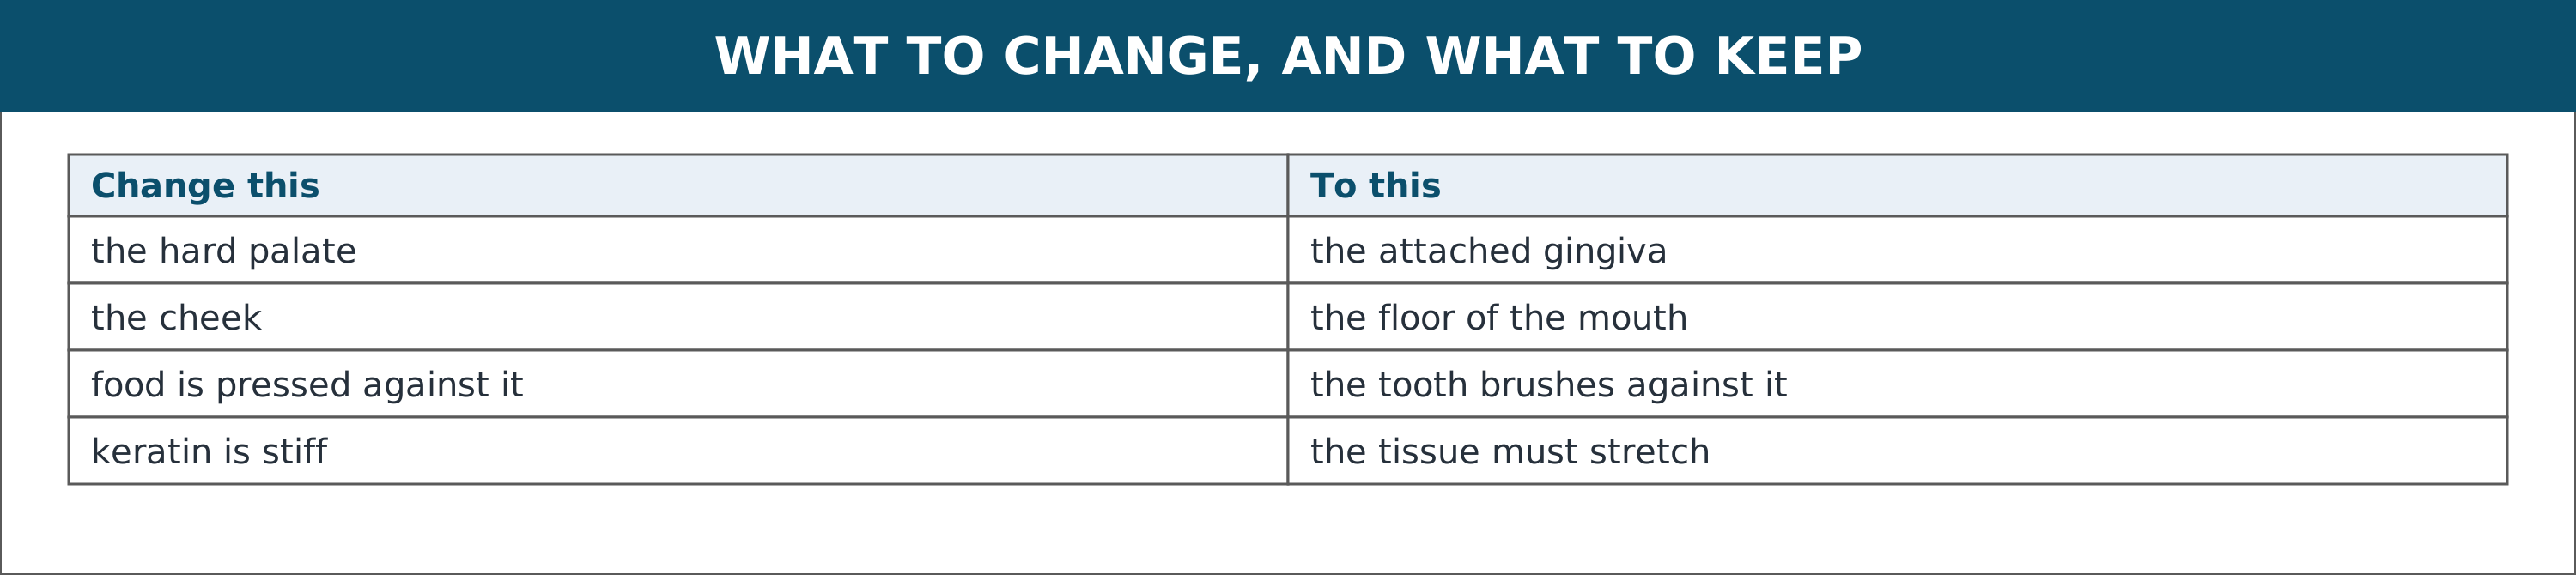 WHAT TO CHANGE, AND WHAT TO KEEP
Change this To this
the hard palate the attached gingiva
the cheek the floor of the mouth
food is pressed against it the tooth brushes against it
keratin is stiff the tissue must stretch